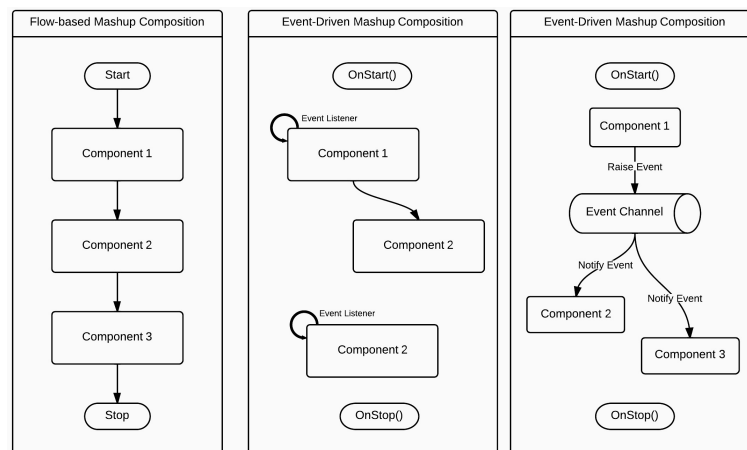 Flow-based Mashup Composition
Start
Component 1
Component 2
Component 3
Stop
Event-Driven Mashup Composition
OnStart()
Event Listener
Component 1
Component 2
Event Listener
Component 2
OnStop()
Event-Driven Mashup Composition
OnStart()
Component 1
Raise Event
Event Channel
Notify Event
Notify Event
Component 2
Component 3
OnStop()